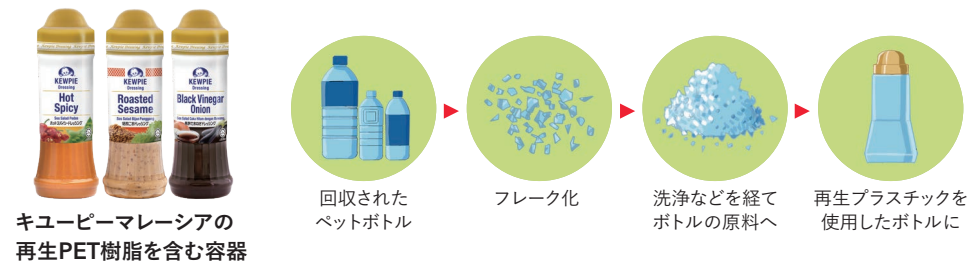 KEWPIE
Dressing
Hot
Spicy
KEWPIE
Dressing
Roasted
Sesame
KEWPIE
Dressing
Black Vinegar
Onion
キユーピーマレーシアの
再生PET樹脂を含む容器
回収された
ペットボトル
フレーク化
洗浄などを経て
ボトルの原料へ
再生プラスチックを
使用したボトルに